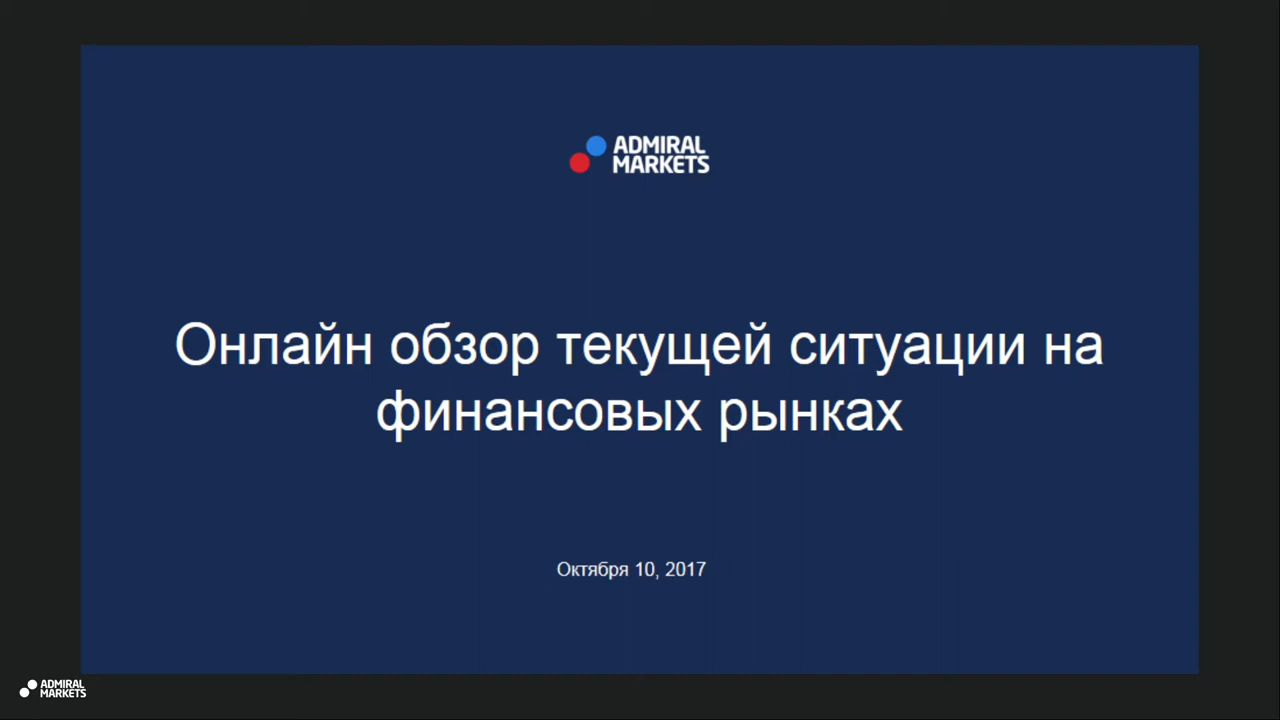 ADMIRAL
MARKETS
Онлайн обзор текущей ситуации на
финансовых рынках
Октября 10, 2017
ADMIRAL
MARKETS